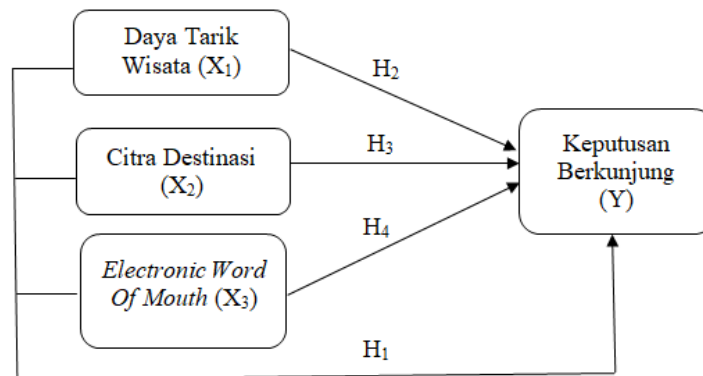 Daya Tarik
Wisata (X₁)
H₂
Citra Destinasi
(X₂)
H₃
Keputusan
Berkunjung
(Y)
H₄
Electronic Word
Of Mouth (X₃)
H₁